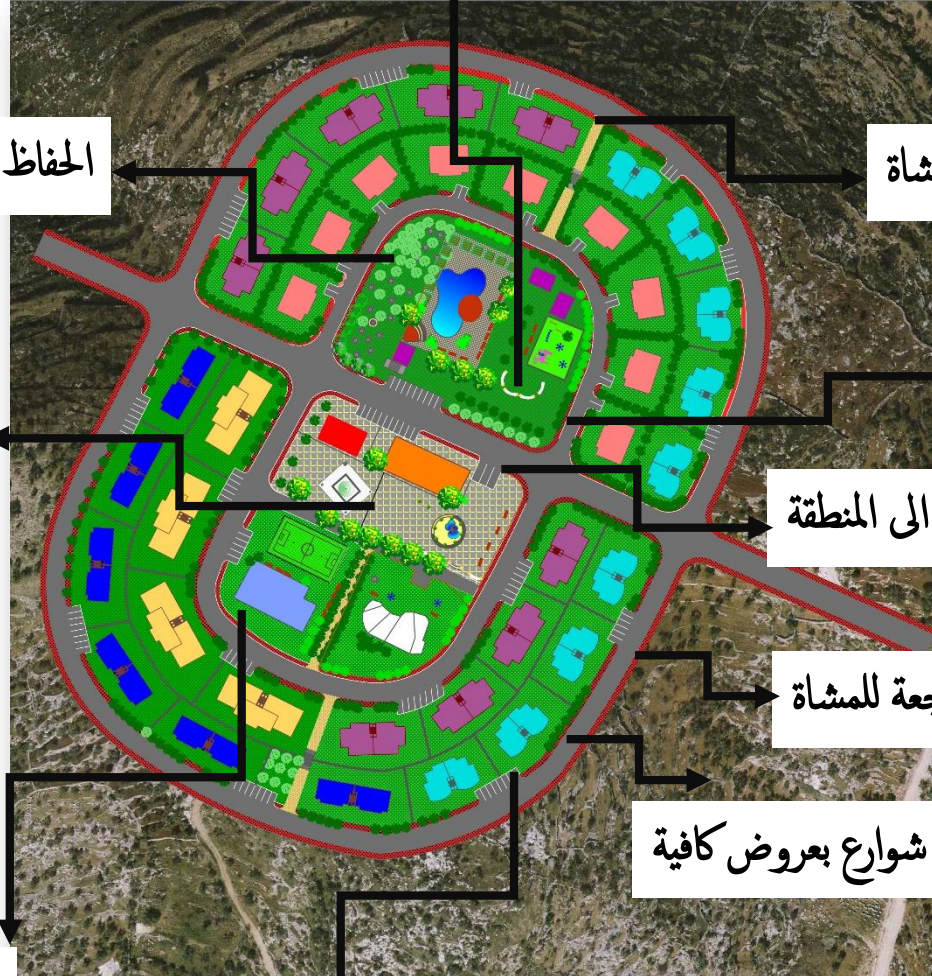 الحفاظ
شاة
الى المنطقة
جعة للمشاة
شوارع بعروض كافية